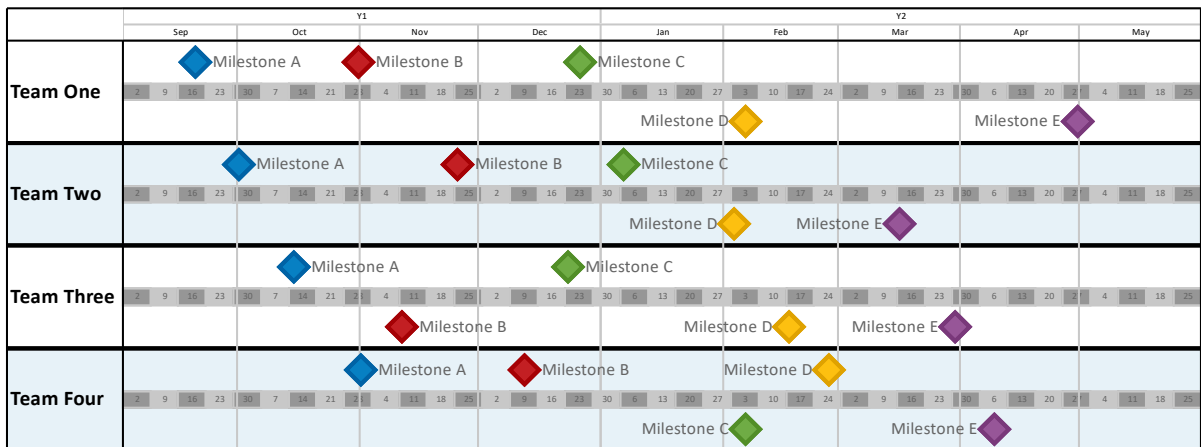 Y1 Y2
Sep Oct Nov Dec Jan Feb Mar Apr May
Milestone A Milestone B Milestone C
Team One
2 9 16 23 30 7 14 21 28 4 11 18 25 2 9 16 23 30 6 13 20 27 3 10 17 24 2 9 16 23 30 6 13 20 27 4 11 18 25
Milestone D Milestone E
Milestone A Milestone B Milestone C
Team Two
2 9 16 23 30 7 14 21 28 4 11 18 25 2 9 16 23 30 6 13 20 27 3 10 17 24 2 9 16 23 30 6 13 20 27 4 11 18 25
Milestone D Milestone E
Milestone A Milestone C
Team Three
2 9 16 23 30 7 14 21 28 4 11 18 25 2 9 16 23 30 6 13 20 27 3 10 17 24 2 9 16 23 30 6 13 20 27 4 11 18 25
Milestone B Milestone D Milestone E
Milestone A Milestone B Milestone D
Team Four
2 9 16 23 30 7 14 21 28 4 11 18 25 2 9 16 23 30 6 13 20 27 3 10 17 24 2 9 16 23 30 6 13 20 27 4 11 18 25
Milestone C Milestone E